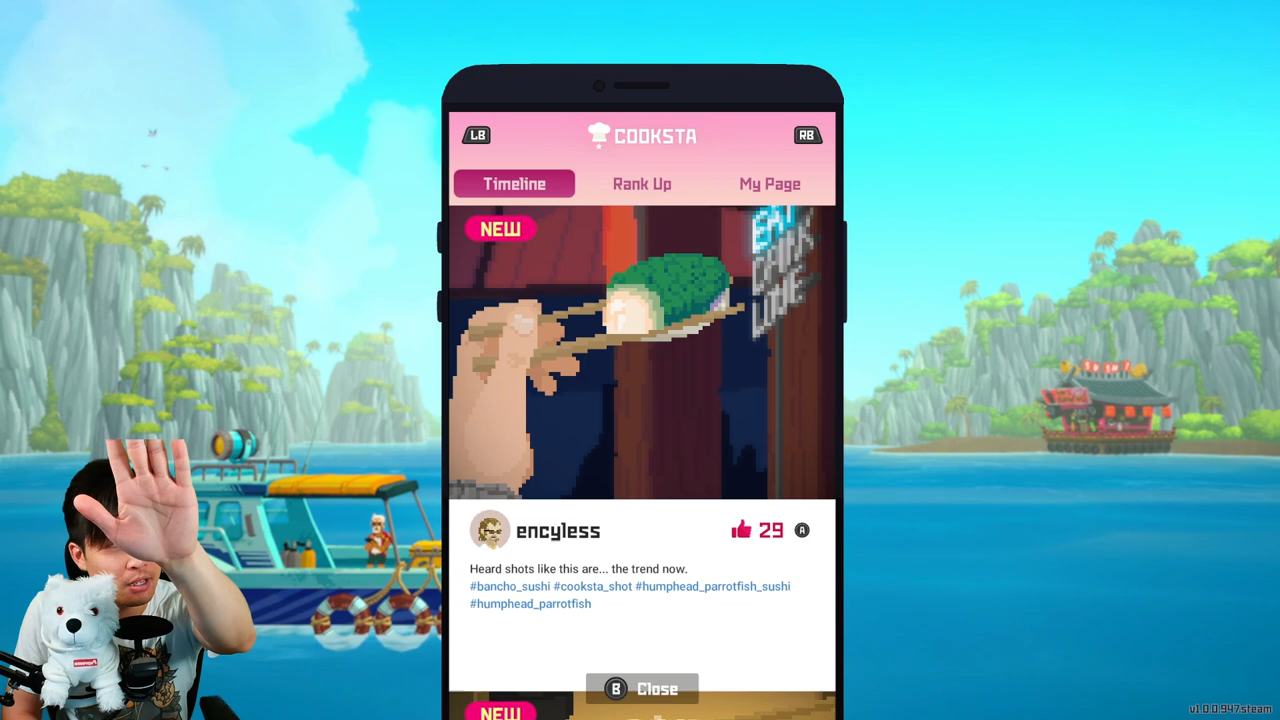 LB
COOKSTA
RB
Timeline
Rank Up
My Page
NEW
encyless
29
A
Heard shots like this are... the trend now.
#bancho_sushi #cooksta_shot #humphead_parrotfish_sushi
#humphead_parrotfish
B Close
NEW
v1.0.0.947.steam